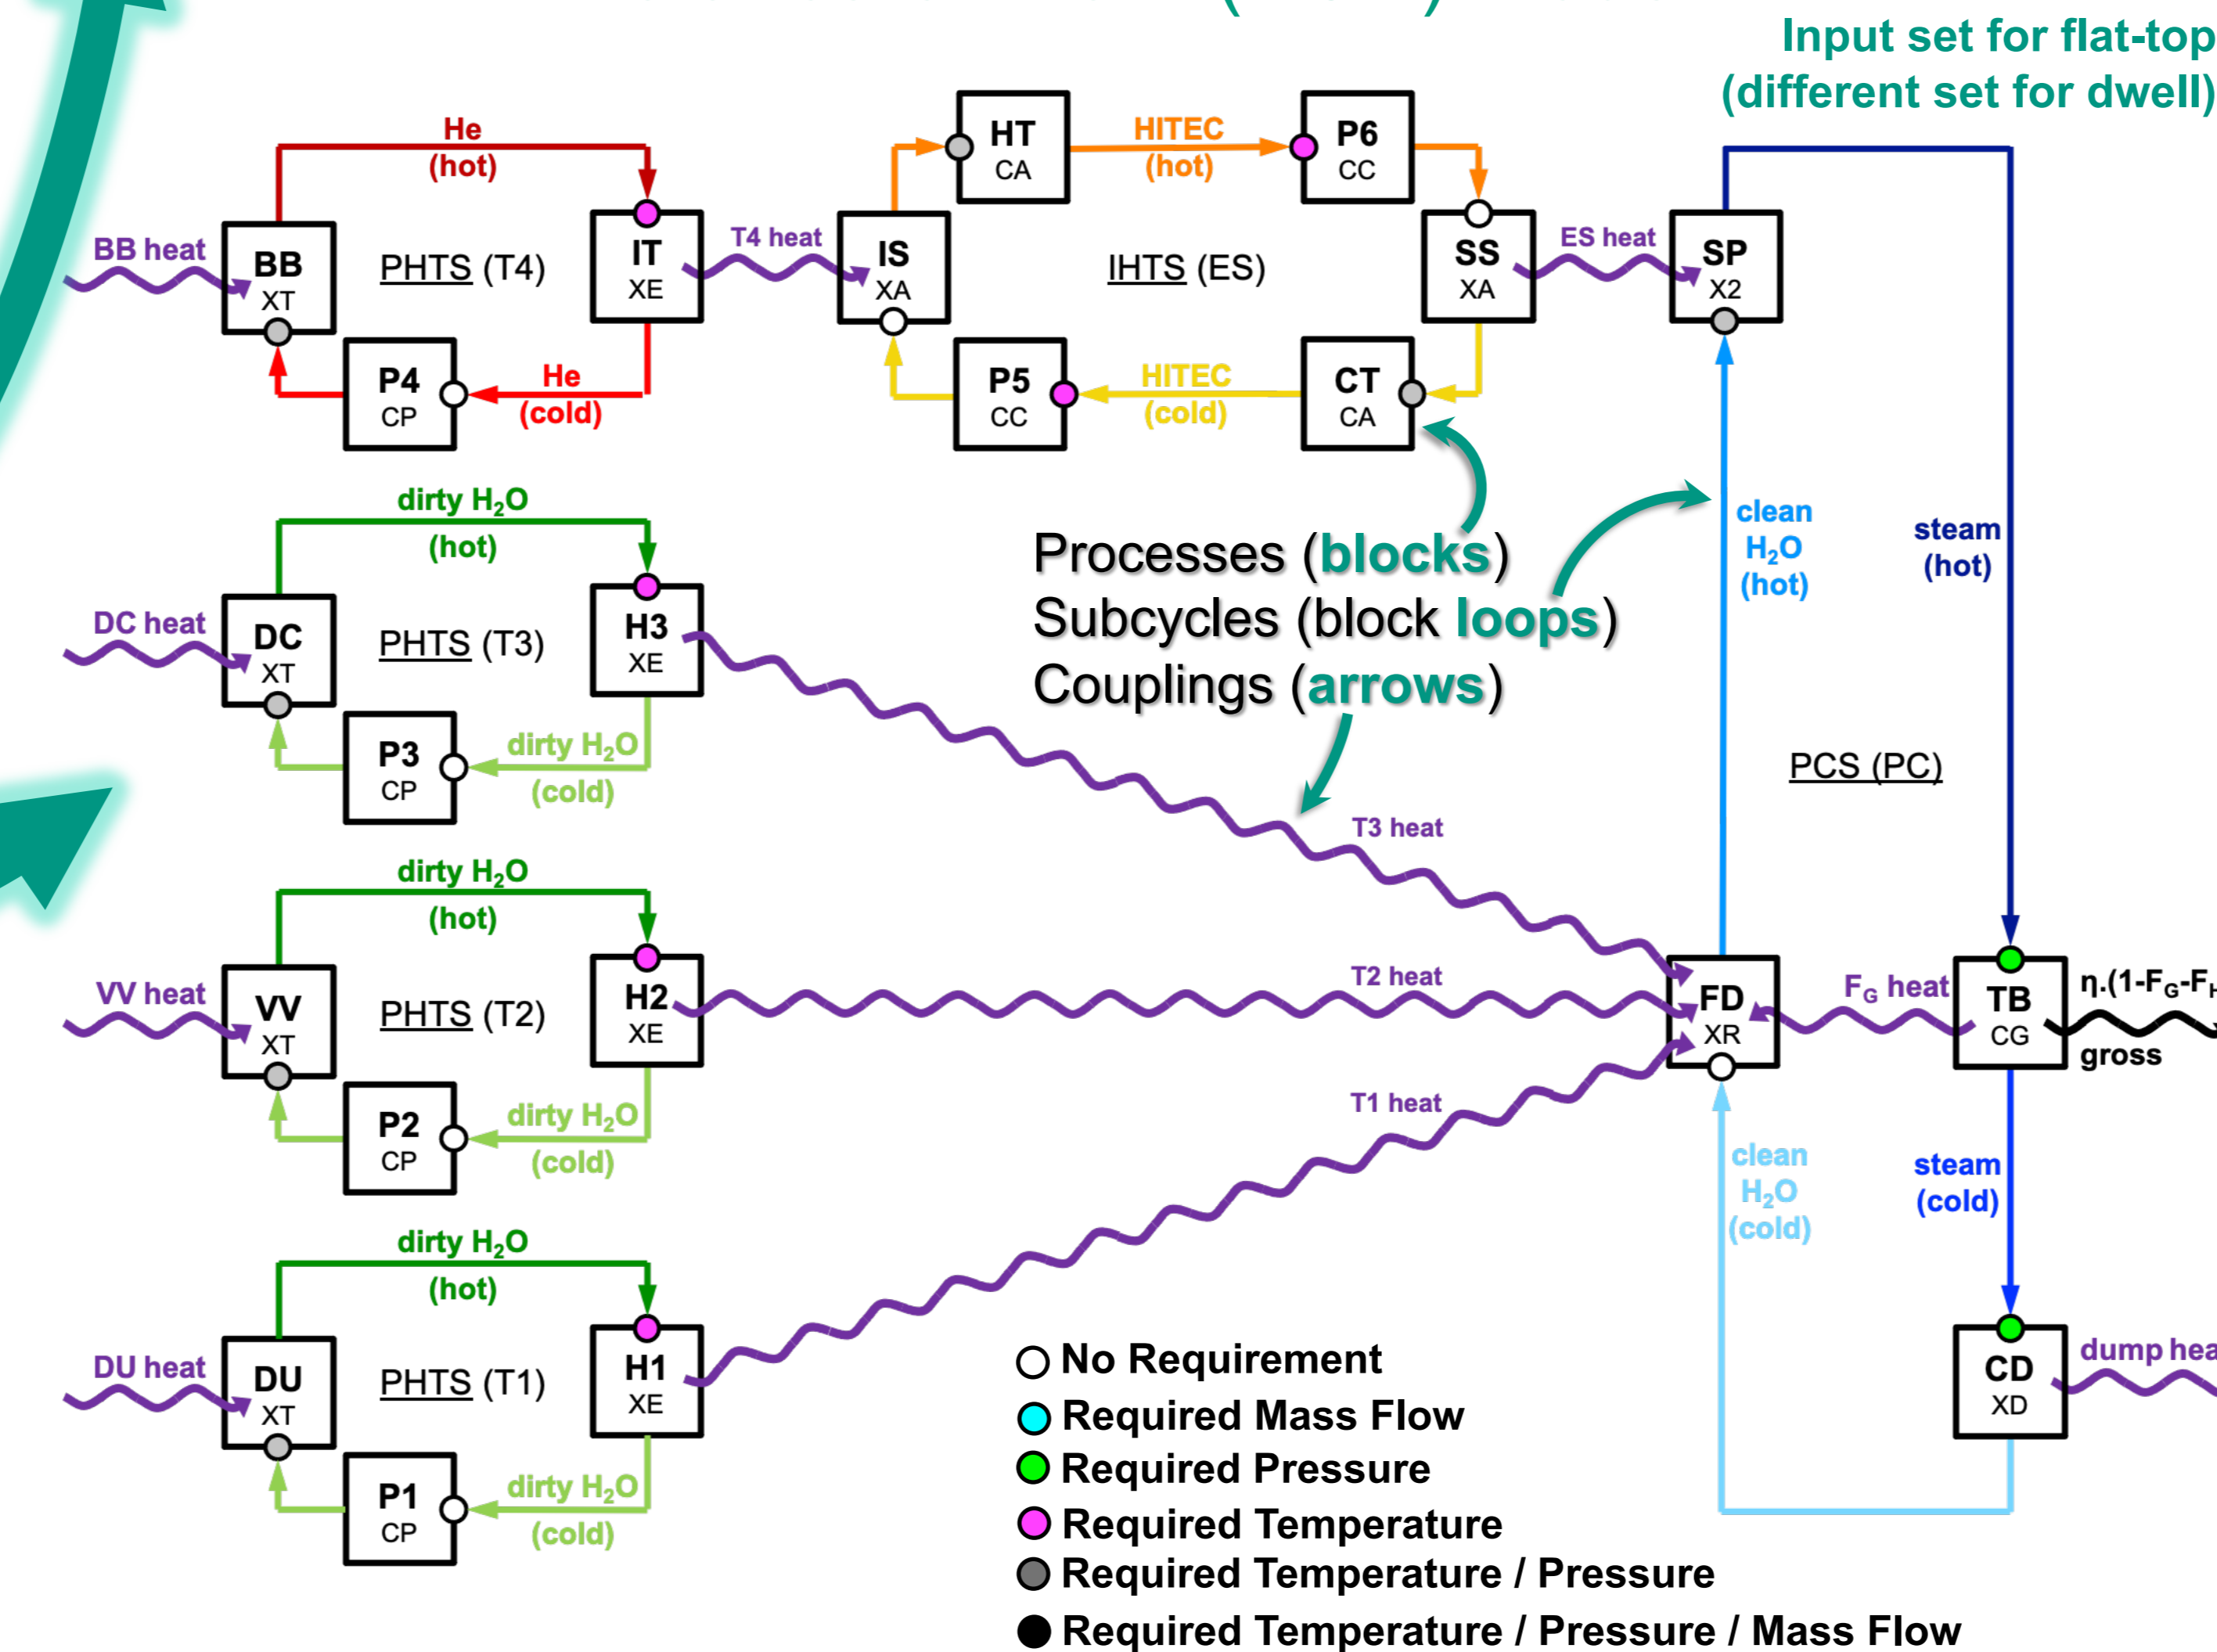 Input set for flat-top
(different set for dwell)
He
(hot)
BB heat
BB
XT
PHTS (T4)
IT
XE
P4
CP
He
(cold)
T4 heat
IS
XA
HT
CA
HITEC
(hot)
P6
CC
IHTS (ES)
SS
XA
P5
CC
HITEC
(cold)
CT
CA
ES heat
SP
X2
dirty H₂O
(hot)
DC heat
DC
XT
PHTS (T3)
H3
XE
P3
CP
dirty H₂O
(cold)
Processes (blocks)
Subcycles (block loops)
Couplings (arrows)
clean
H₂O
(hot)
steam
(hot)
PCS (PC)
T3 heat
dirty H₂O
(hot)
VV heat
VV
XT
PHTS (T2)
H2
XE
P2
CP
dirty H₂O
(cold)
T2 heat
FD
XR
F_G heat
TB
CG
η.(1-F_G-F_H
gross
T1 heat
clean
H₂O
(cold)
steam
(cold)
dirty H₂O
(hot)
DU heat
DU
XT
PHTS (T1)
H1
XE
P1
CP
dirty H₂O
(cold)
CD
XD
dump hea
No Requirement
Required Mass Flow
Required Pressure
Required Temperature
Required Temperature / Pressure
Required Temperature / Pressure / Mass Flow